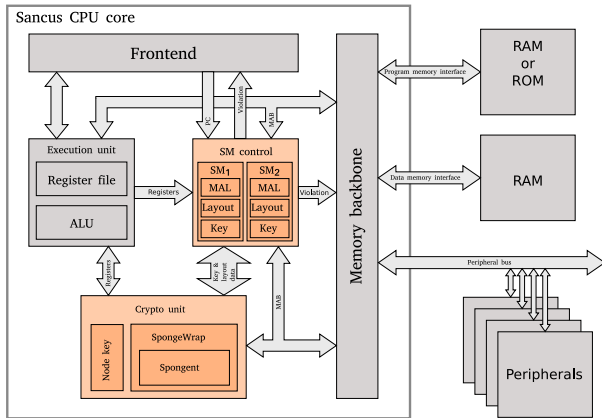 Sancus CPU core
Frontend
RAM
or
ROM
Program memory interface
PC
Violation
MAB
Execution unit
Register file
ALU
Registers
SM control
SM1
MAL
Layout
Key
SM2
MAL
Layout
Key
Violation
Memory backbone
Data memory interface
RAM
Registers
Key &
layout
data
MAB
Peripheral bus
Crypto unit
Node key
SpongeWrap
Spongent
Peripherals